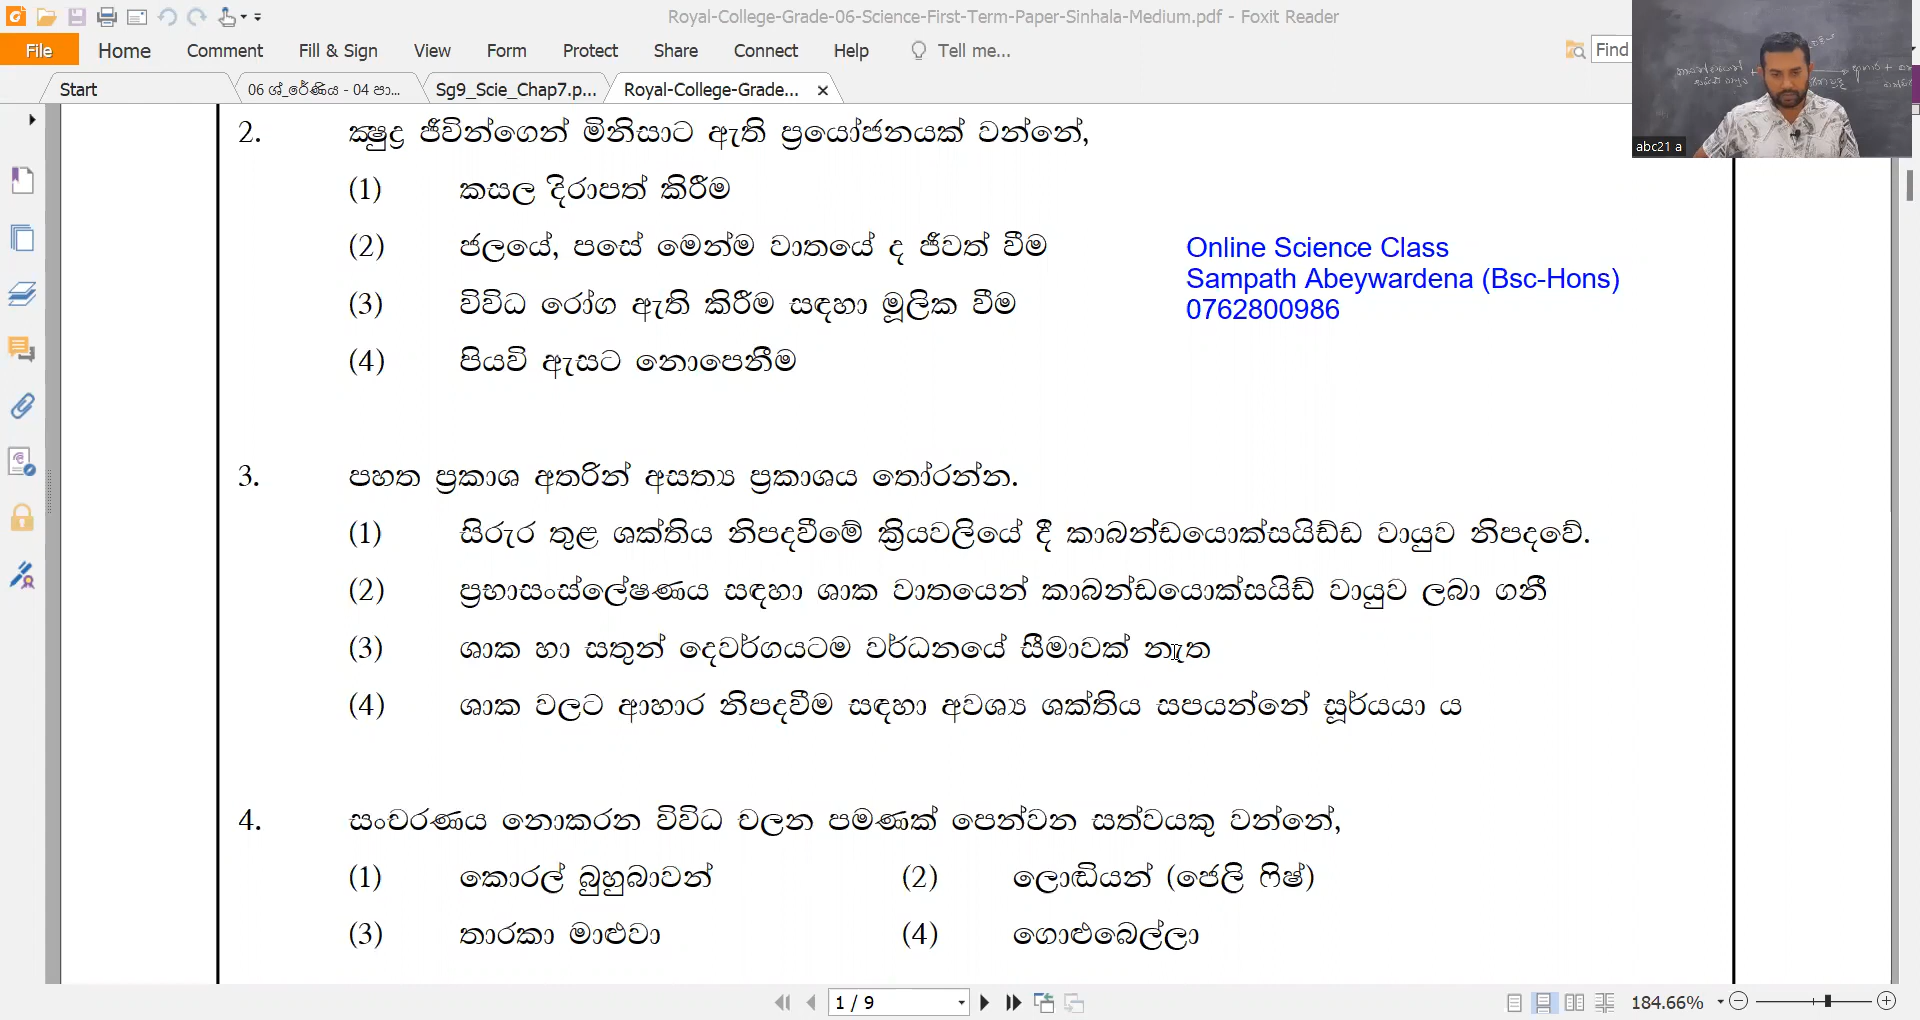 Royal-College-Grade-06-Science-First-Term-Paper-Sinhala-Medium.pdf - Foxit Reader
File Home Comment Fill & Sign View Form Protect Share Connect Help Tell me... Find
Start 06 ශ්‍රේණිය - 04 පා... Sg9_Scie_Chap7.p... Royal-College-Grade...
abc21 a
2. ක්‍ෂුද්‍ර ජීවින්ගෙන් මිනිසාට ඇති ප්‍රයෝජනයක් වන්නේ,
(1) කසල දිරාපත් කිරීම
(2) ජලයේ, පසේ මෙන්ම වාතයේ ද ජීවත් වීම
(3) විවිධ රෝග ඇති කිරීම සඳහා මූලික වීම
(4) පියවි ඇසට නොපෙනීම
Online Science Class
Sampath Abeywardena (Bsc-Hons)
0762800986
3. පහත ප්‍රකාශ අතරින් අසත්‍ය ප්‍රකාශය තෝරන්න.
(1) සිරුර තුළ ශක්තිය නිපදවීමේ ක්‍රියවලියේ දී කාබන්ඩයොක්සයිඩ්ඩ වායුව නිපදවේ.
(2) ප්‍රභාසංස්ලේෂණය සඳහා ශාක වාතයෙන් කාබන්ඩයොක්සයිඩ් වායුව ලබා ගනී
(3) ශාක හා සතුන් දෙවර්ගයටම වර්ධනයේ සීමාවක් නැත
(4) ශාක වලට ආහාර නිපදවීම සඳහා අවශ්‍ය ශක්තිය සපයන්නේ සූර්යයා ය
4. සංචරණය නොකරන විවිධ චලන පමණක් පෙන්වන සත්වයකු වන්නේ,
(1) කොරල් බුහුබාවන් (2) ලොඬියන් (ජෙලි ෆිෂ්)
(3) තාරකා මාළුවා (4) ගොළුබෙල්ලා
1 / 9 184.66%